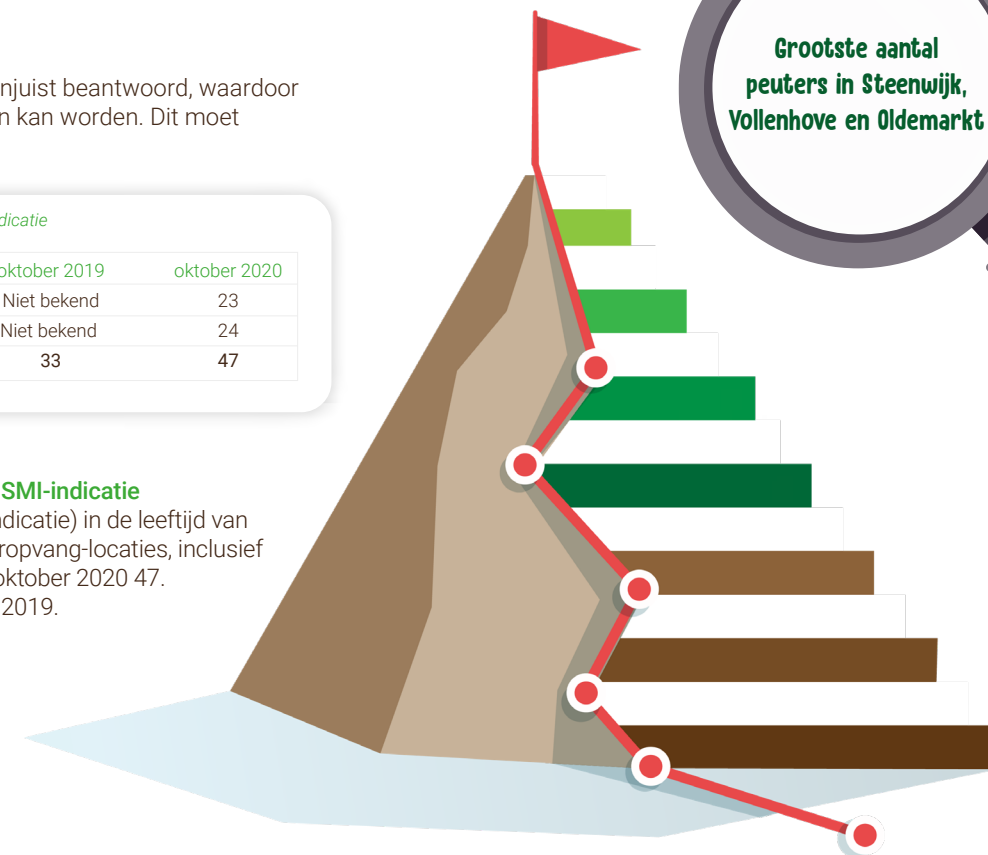 njuist beantwoord, waardoor
n kan worden. Dit moet
dicatie
oktober 2019 oktober 2020
Niet bekend 23
Niet bekend 24
33 47
SMI-indicatie
dicatie) in de leeftijd van
ropvang-locaties, inclusief
oktober 2020 47.
2019.
Grootste aantal
peuters in Steenwijk,
Vollenhove en Oldemarkt